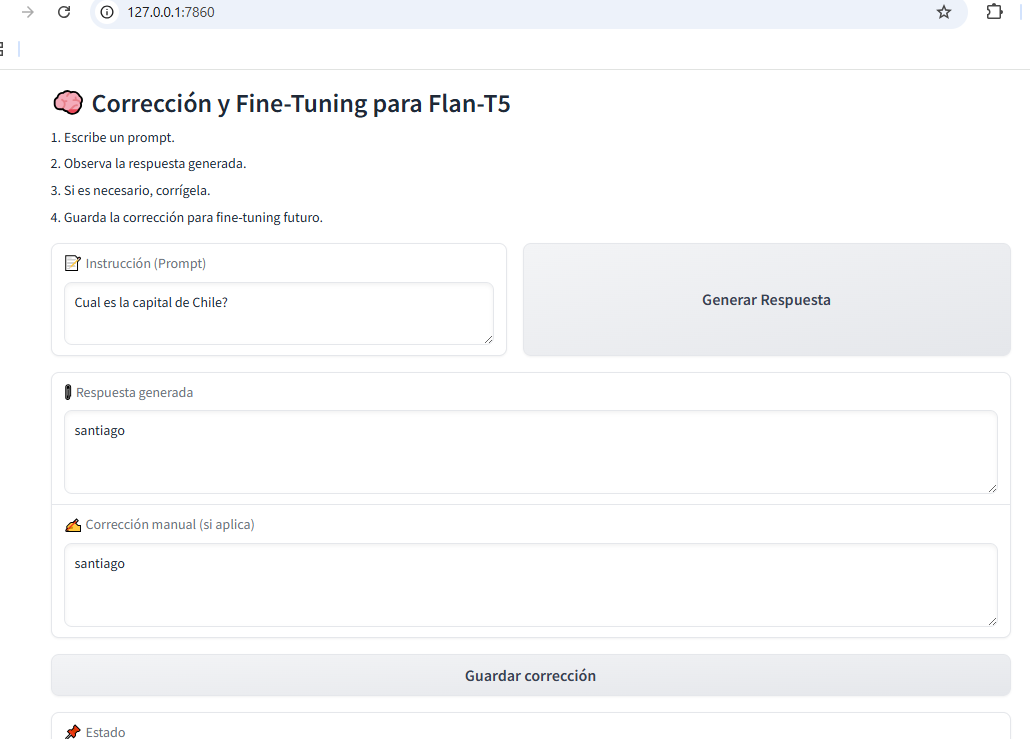 127.0.0.1:7860
Corrección y Fine-Tuning para Flan-T5
1. Escribe un prompt.
2. Observa la respuesta generada.
3. Si es necesario, corrígela.
4. Guarda la corrección para fine-tuning futuro.
Instrucción (Prompt)
Cual es la capital de Chile?
Generar Respuesta
Respuesta generada
santiago
Corrección manual (si aplica)
santiago
Guardar corrección
Estado